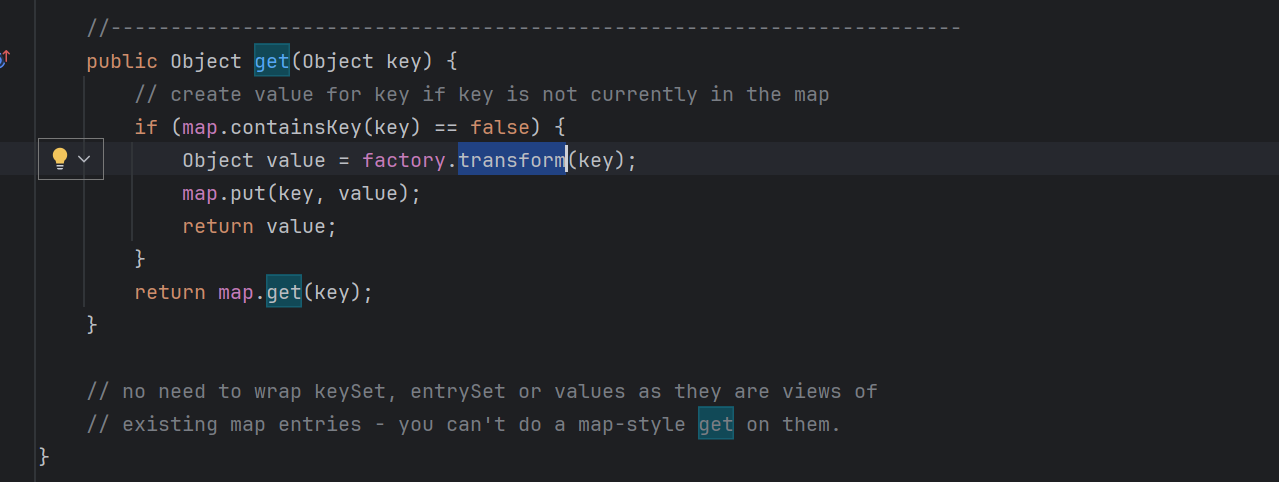 //-----------------------------------------------------------------------
public Object get(Object key) {
// create value for key if key is not currently in the map
if (map.containsKey(key) == false) {
Object value = factory.transform(key);
map.put(key, value);
return value;
}
return map.get(key);
}
// no need to wrap keySet, entrySet or values as they are views of
// existing map entries - you can't do a map-style get on them.
}